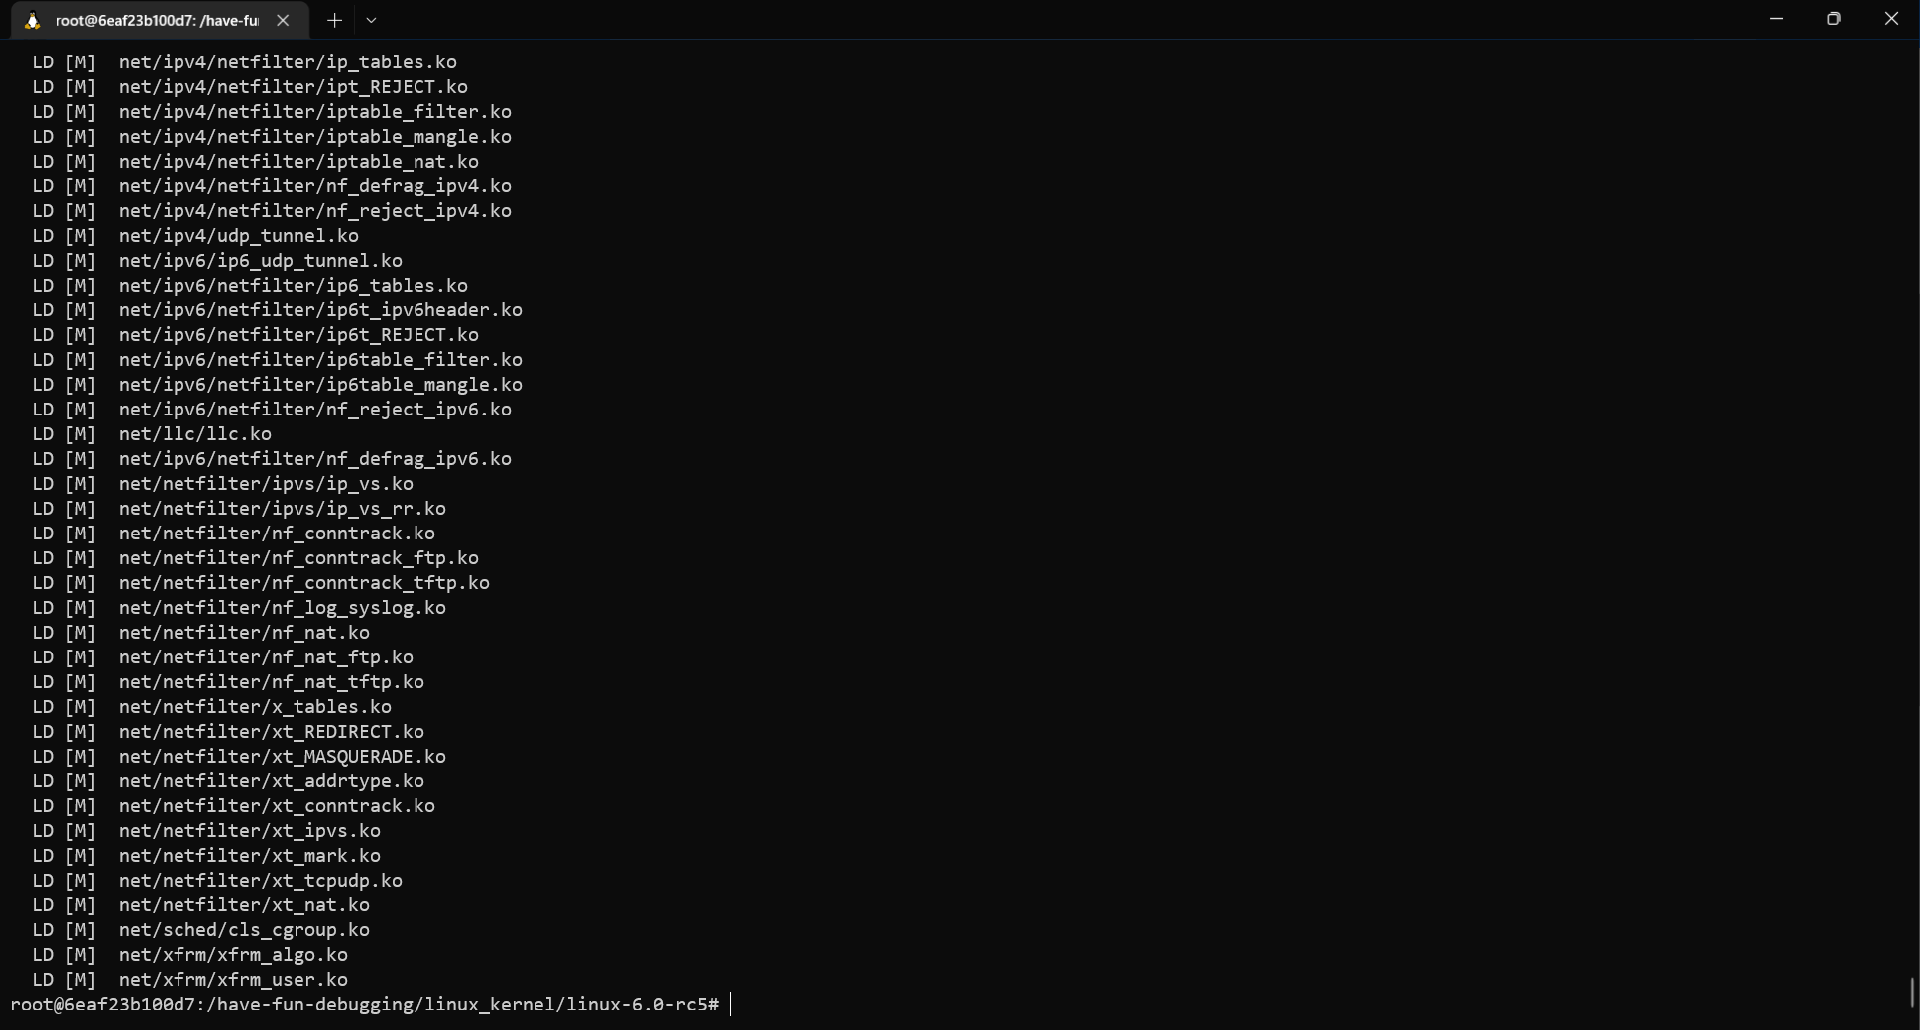 root@6eaf23b100d7: /have-fu
LD [M]  net/ipv4/netfilter/ip_tables.ko
LD [M]  net/ipv4/netfilter/ipt_REJECT.ko
LD [M]  net/ipv4/netfilter/iptable_filter.ko
LD [M]  net/ipv4/netfilter/iptable_mangle.ko
LD [M]  net/ipv4/netfilter/iptable_nat.ko
LD [M]  net/ipv4/netfilter/nf_defrag_ipv4.ko
LD [M]  net/ipv4/netfilter/nf_reject_ipv4.ko
LD [M]  net/ipv4/udp_tunnel.ko
LD [M]  net/ipv6/ip6_udp_tunnel.ko
LD [M]  net/ipv6/netfilter/ip6_tables.ko
LD [M]  net/ipv6/netfilter/ip6t_ipv6header.ko
LD [M]  net/ipv6/netfilter/ip6t_REJECT.ko
LD [M]  net/ipv6/netfilter/ip6table_filter.ko
LD [M]  net/ipv6/netfilter/ip6table_mangle.ko
LD [M]  net/ipv6/netfilter/nf_reject_ipv6.ko
LD [M]  net/llc/llc.ko
LD [M]  net/ipv6/netfilter/nf_defrag_ipv6.ko
LD [M]  net/netfilter/ipvs/ip_vs.ko
LD [M]  net/netfilter/ipvs/ip_vs_rr.ko
LD [M]  net/netfilter/nf_conntrack.ko
LD [M]  net/netfilter/nf_conntrack_ftp.ko
LD [M]  net/netfilter/nf_conntrack_tftp.ko
LD [M]  net/netfilter/nf_log_syslog.ko
LD [M]  net/netfilter/nf_nat.ko
LD [M]  net/netfilter/nf_nat_ftp.ko
LD [M]  net/netfilter/nf_nat_tftp.ko
LD [M]  net/netfilter/x_tables.ko
LD [M]  net/netfilter/xt_REDIRECT.ko
LD [M]  net/netfilter/xt_MASQUERADE.ko
LD [M]  net/netfilter/xt_addrtype.ko
LD [M]  net/netfilter/xt_conntrack.ko
LD [M]  net/netfilter/xt_ipvs.ko
LD [M]  net/netfilter/xt_mark.ko
LD [M]  net/netfilter/xt_tcpudp.ko
LD [M]  net/netfilter/xt_nat.ko
LD [M]  net/sched/cls_cgroup.ko
LD [M]  net/xfrm/xfrm_algo.ko
LD [M]  net/xfrm/xfrm_user.ko
root@6eaf23b100d7:/have-fun-debugging/linux_kernel/linux-6.0-rc5#